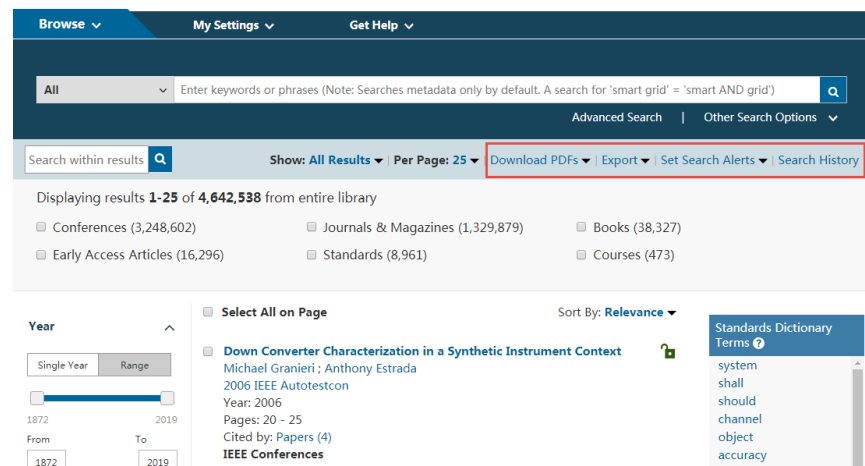 Browse My Settings Get Help
All Enter keywords or phrases (Note: Searches metadata only by default. A search for 'smart grid' = 'smart AND grid')
Advanced Search | Other Search Options
Search within results Show: All Results | Per Page: 25 | Download PDFs | Export | Set Search Alerts | Search History
Displaying results 1-25 of 4,642,538 from entire library
Conferences (3,248,602) Journals & Magazines (1,329,879) Books (38,327)
Early Access Articles (16,296) Standards (8,961) Courses (473)
Year
Single Year Range
1872 2019
From To
1872 2019
Select All on Page Sort By: Relevance
Down Converter Characterization in a Synthetic Instrument Context
Michael Granieri ; Anthony Estrada
2006 IEEE Autotestcon
Year: 2006
Pages: 20 - 25
Cited by: Papers (4)
IEEE Conferences
Standards Dictionary
Terms ?
system
shall
should
channel
object
accuracy